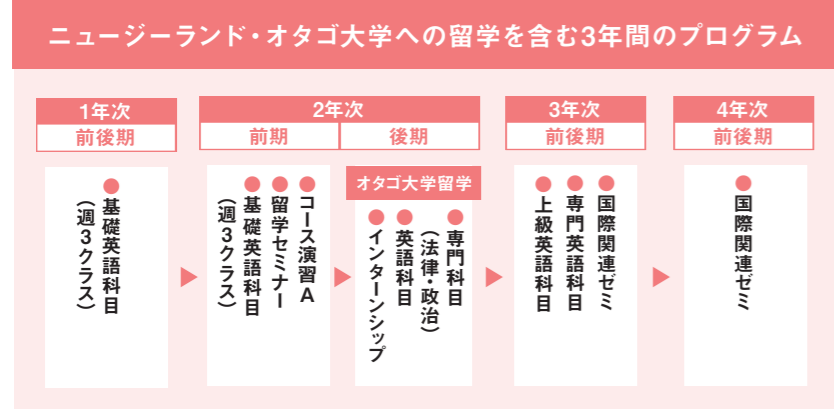 ニュージーランド・オタゴ大学への留学を含む3年間のプログラム
1年次
前後期
●基礎英語科目
(週3クラス)
2年次
前期
後期
●コース演習A
●留学セミナー
●基礎英語科目
(週3クラス)
オタゴ大学留学
●専門科目
(法律・政治)
●英語科目
●インターンシップ
3年次
前後期
●国際関連ゼミ
●専門英語科目
●上級英語科目
4年次
前後期
●国際関連ゼミ